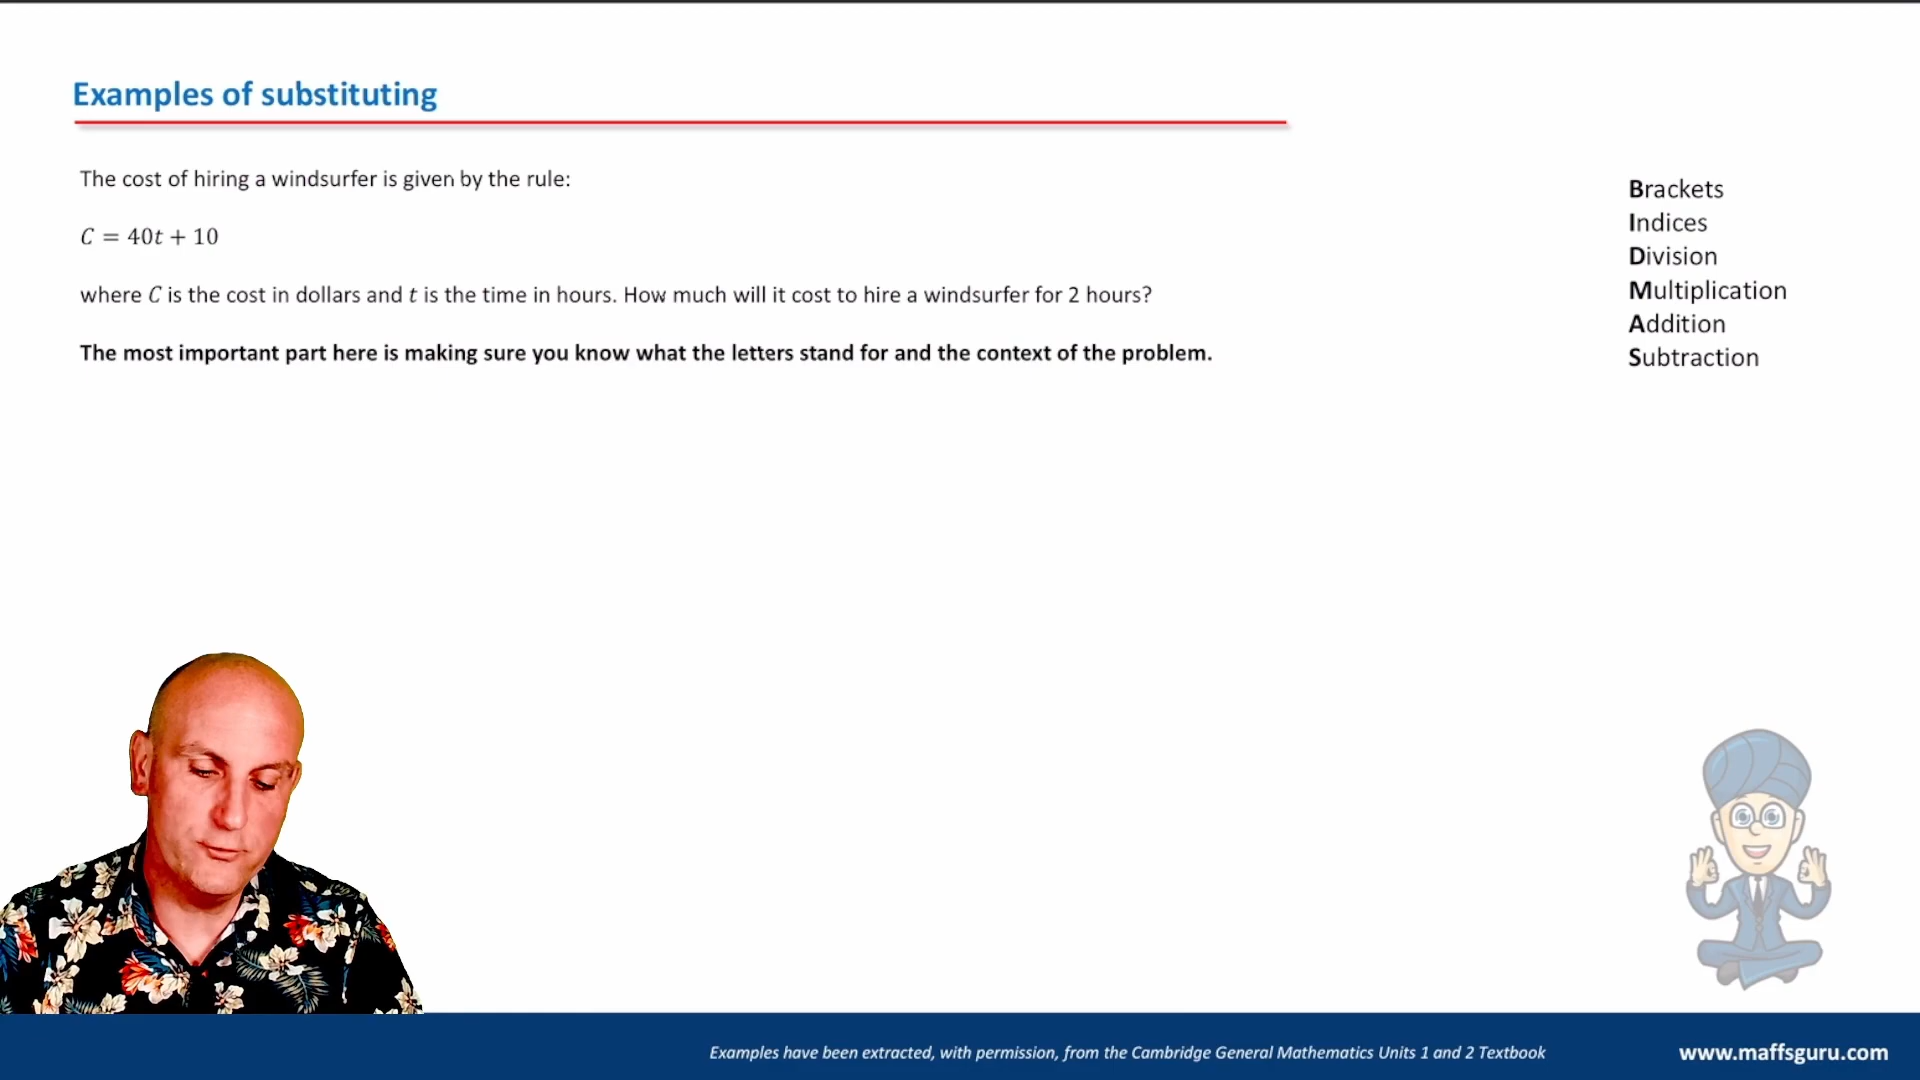 Examples of substituting
The cost of hiring a windsurfer is given by the rule:
C = 40t + 10
where C is the cost in dollars and t is the time in hours. How much will it cost to hire a windsurfer for 2 hours?
The most important part here is making sure you know what the letters stand for and the context of the problem.
Brackets
Indices
Division
Multiplication
Addition
Subtraction
Examples have been extracted, with permission, from the Cambridge General Mathematics Units 1 and 2 Textbook
www.maffsguru.com